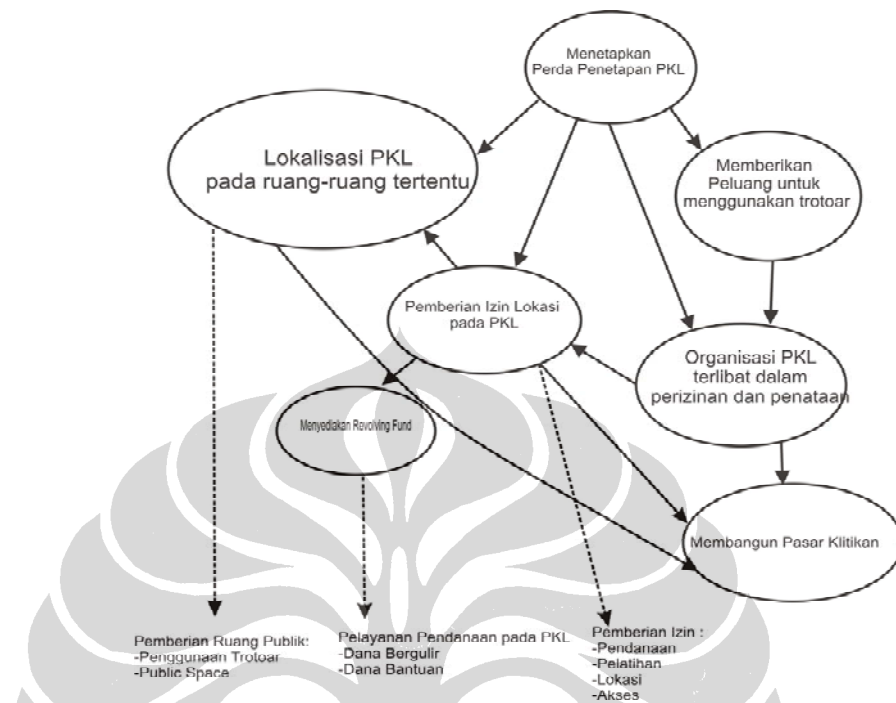 Menetapkan
Perda Penetapan PKL
Lokalisasi PKL
pada ruang-ruang tertentu
Memberikan
Peluang untuk
menggunakan trotoar
Pemberian Izin Lokasi
pada PKL
Organisasi PKL
terlibat dalam
perizinan dan penataan
Menyediakan Revolving Fund
Membangun Pasar Klitikan
Pemberian Ruang Publik:
-Penggunaan Trotoar
-Public Space
Pelayanan Pendanaan pada PKL
-Dana Bergulir
-Dana Bantuan
Pemberian Izin :
-Pendanaan
-Pelatihan
-Lokasi
-Akses